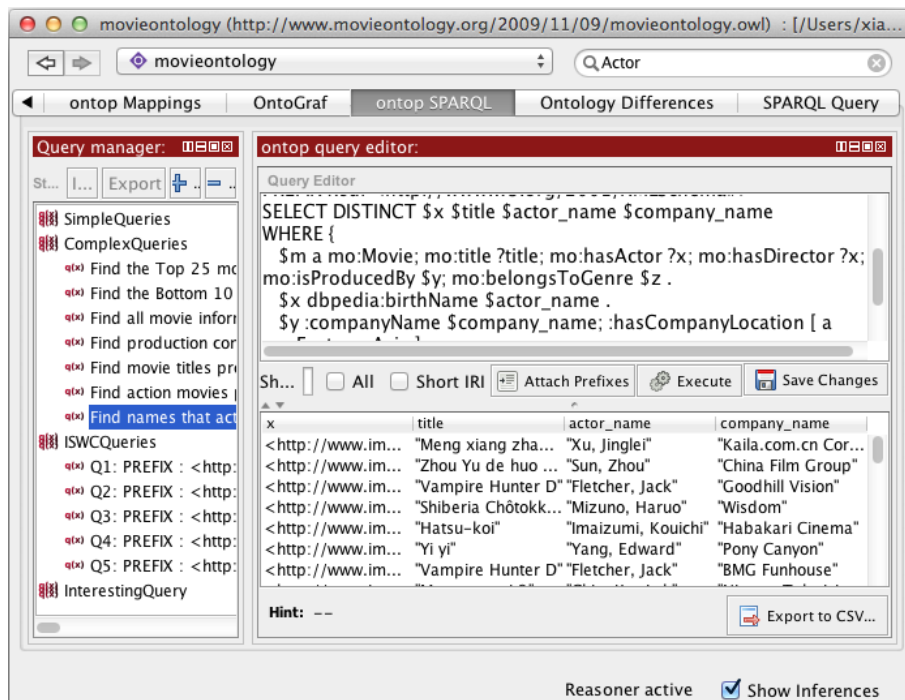 movieontology (http://www.movieontology.org/2009/11/09/movieontology.owl) : [/Users/xia...
movieontology
Actor
ontop Mappings OntoGraf ontop SPARQL Ontology Differences SPARQL Query
Query manager:
St... I... Export .. ..
SimpleQueries
ComplexQueries
q(x) Find the Top 25 mo
q(x) Find the Bottom 10
q(x) Find all movie infor
q(x) Find production con
q(x) Find movie titles pro
q(x) Find action movies p
q(x) Find names that act
ISWCQueries
q(x) Q1: PREFIX : <http:
q(x) Q2: PREFIX : <http:
q(x) Q3: PREFIX : <http:
q(x) Q4: PREFIX : <http:
q(x) Q5: PREFIX : <http:
InterestingQuery
ontop query editor:
Query Editor
SELECT DISTINCT $x $title $actor_name $company_name
WHERE {
$m a mo:Movie; mo:title ?title; mo:hasActor ?x; mo:hasDirector ?x;
mo:isProducedBy $y; mo:belongsToGenre $z .
$x dbpedia:birthName $actor_name .
$y :companyName $company_name; :hasCompanyLocation [ a
Sh... All Short IRI Attach Prefixes Execute Save Changes
x title actor_name company_name
<http://www.im... "Meng xiang zha... "Xu, Jinglei" "Kaila.com.cn Cor...
<http://www.im... "Zhou Yu de huo ... "Sun, Zhou" "China Film Group"
<http://www.im... "Vampire Hunter D" "Fletcher, Jack" "Goodhill Vision"
<http://www.im... "Shiberia Chôtokk... "Mizuno, Haruo" "Wisdom"
<http://www.im... "Hatsu-koi" "Imaizumi, Kouichi" "Habakari Cinema"
<http://www.im... "Yi yi" "Yang, Edward" "Pony Canyon"
<http://www.im... "Vampire Hunter D" "Fletcher, Jack" "BMG Funhouse"
Hint: --
Export to CSV...
Reasoner active Show Inferences